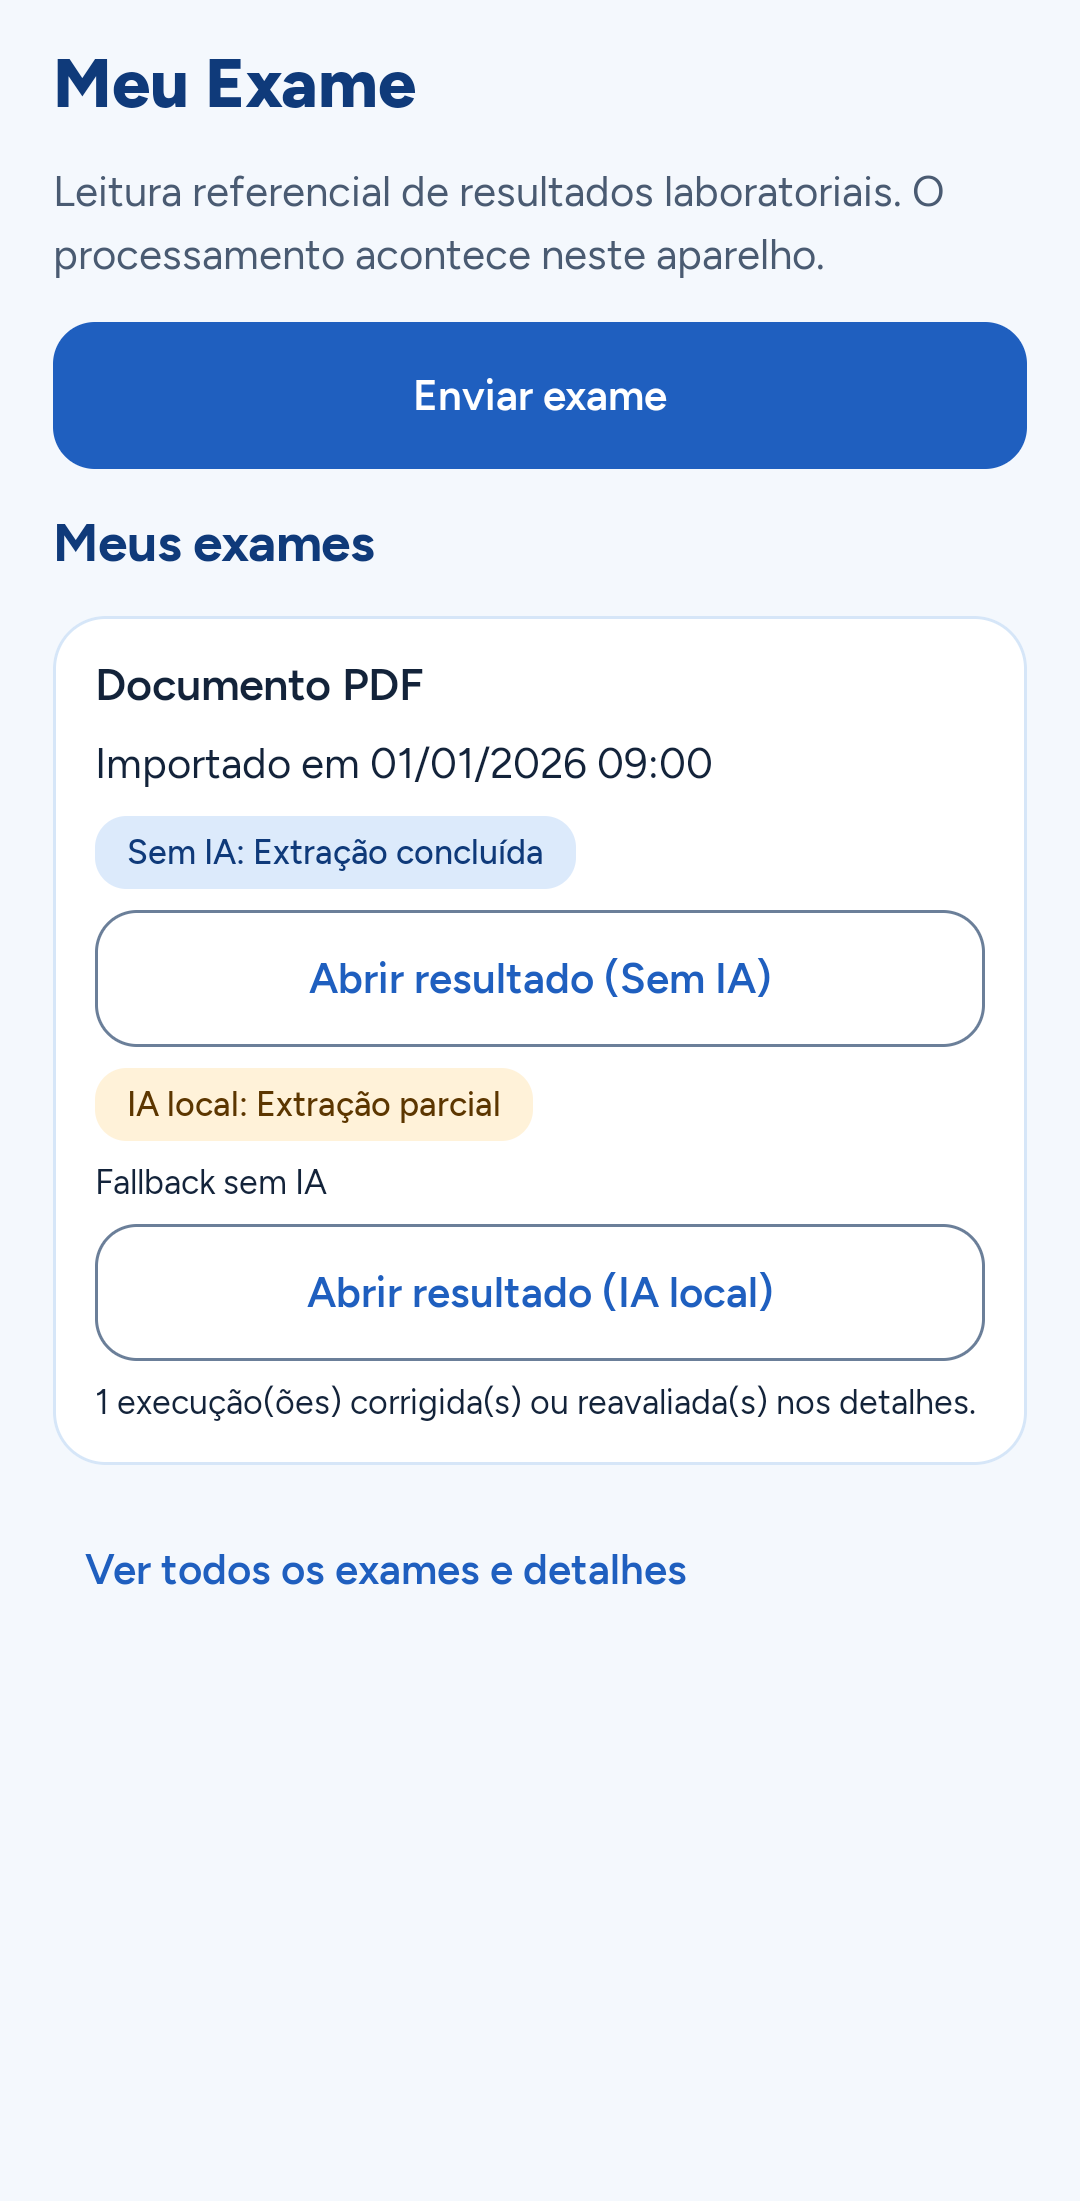 Meu Exame
Leitura referencial de resultados laboratoriais. O
processamento acontece neste aparelho.
Enviar exame
Meus exames
Documento PDF
Importado em 01/01/2026 09:00
Sem IA: Extração concluída
Abrir resultado (Sem IA)
IA local: Extração parcial
Fallback sem IA
Abrir resultado (IA local)
1 execução(ões) corrigida(s) ou reavaliada(s) nos detalhes.
Ver todos os exames e detalhes